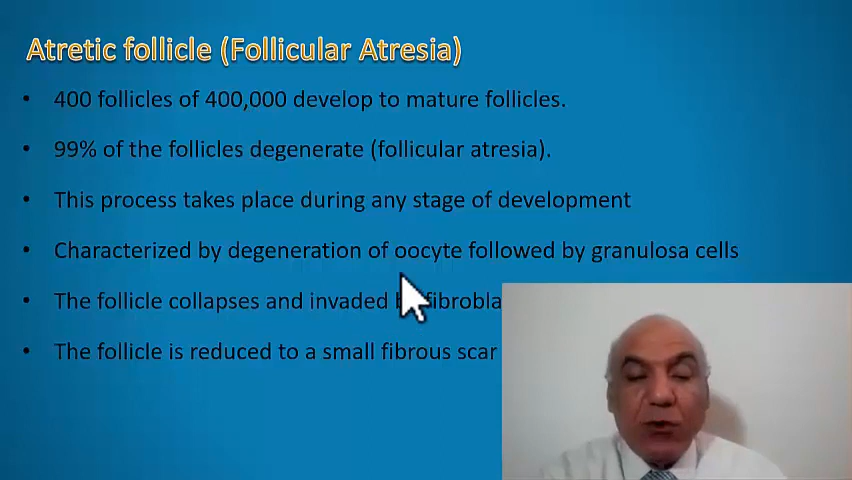 Atretic follicle (Follicular Atresia)
• 400 follicles of 400,000 develop to mature follicles.
• 99% of the follicles degenerate (follicular atresia).
• This process takes place during any stage of development
• Characterized by degeneration of oocyte followed by granulosa cells
• The follicle collapses and invaded
• The follicle is reduced to a small fibrous scar